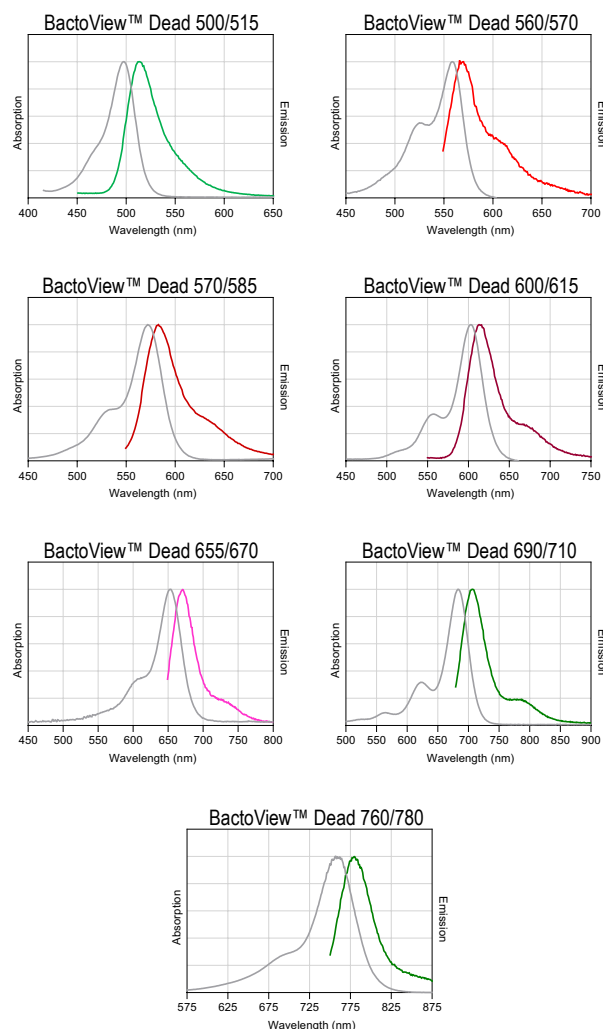 BactoView™ Dead 500/515
Absorption
Emission
400 450 500 550 600 650
Wavelength (nm)
BactoView™ Dead 560/570
Absorption
Emission
450 500 550 600 650 700
Wavelength (nm)
BactoView™ Dead 570/585
Absorption
Emission
450 500 550 600 650 700
Wavelength (nm)
BactoView™ Dead 600/615
Absorption
Emission
350 400 450 500 550 600 650 700 750
Wavelength (nm)
BactoView™ Dead 655/670
Absorption
Emission
450 500 550 600 650 700 750 800
Wavelength (nm)
BactoView™ Dead 690/710
Absorption
Emission
500 550 600 650 700 750 800 850 900
Wavelength (nm)
BactoView™ Dead 760/780
Absorption
Emission
575 625 675 725 775 825 875
Wavelength (nm)